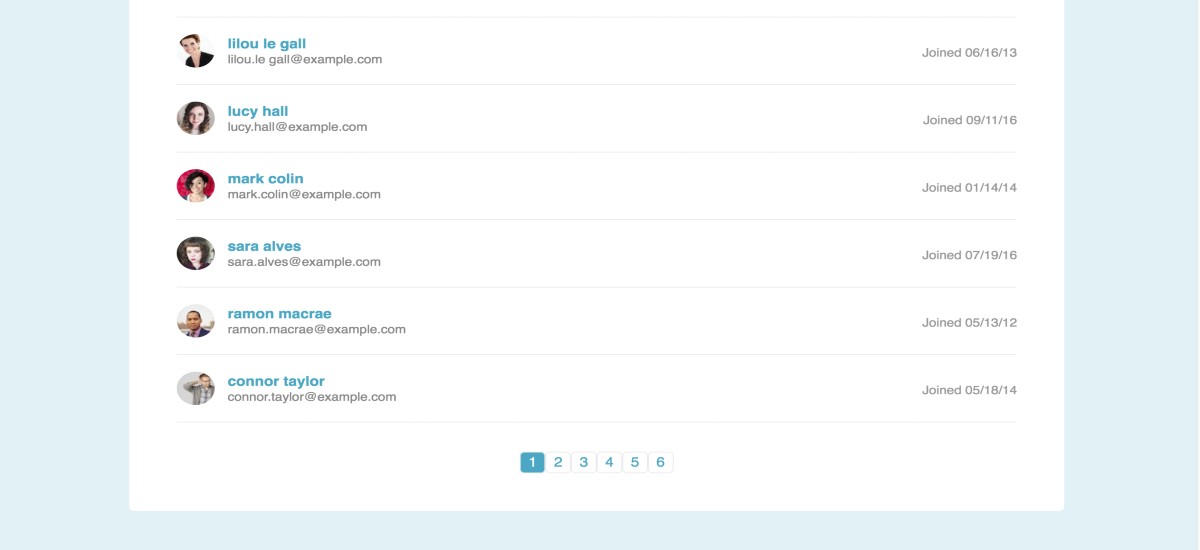 lilou le gall
lilou.le gall@example.com
Joined 06/16/13
lucy hall
lucy.hall@example.com
Joined 09/11/16
mark colin
mark.colin@example.com
Joined 01/14/14
sara alves
sara.alves@example.com
Joined 07/19/16
ramon macrae
ramon.macrae@example.com
Joined 05/13/12
connor taylor
connor.taylor@example.com
Joined 05/18/14
1 2 3 4 5 6